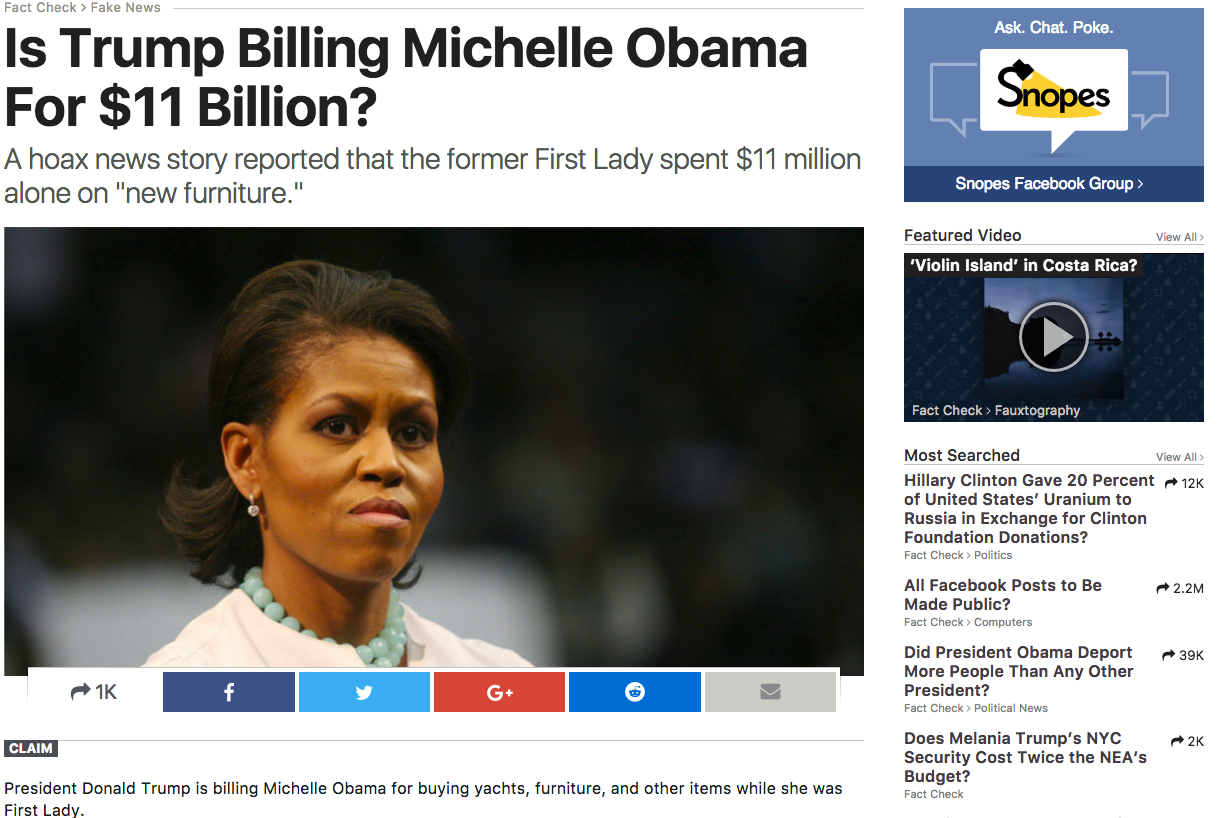 Fact Check > Fake News
Is Trump Billing Michelle Obama
For $11 Billion?
A hoax news story reported that the former First Lady spent $11 million
alone on "new furniture."
1K
f
G+
CLAIM
President Donald Trump is billing Michelle Obama for buying yachts, furniture, and other items while she was
First Lady.
Ask. Chat. Poke.
Snopes
Snopes Facebook Group >
Featured Video
View All >
‘Violin Island’ in Costa Rica?
Fact Check > Fauxtography
Most Searched
View All >
Hillary Clinton Gave 20 Percent
12K
of United States’ Uranium to
Russia in Exchange for Clinton
Foundation Donations?
Fact Check > Politics
All Facebook Posts to Be
2.2M
Made Public?
Fact Check > Computers
Did President Obama Deport
39K
More People Than Any Other
President?
Fact Check > Political News
Does Melania Trump’s NYC
2K
Security Cost Twice the NEA’s
Budget?
Fact Check